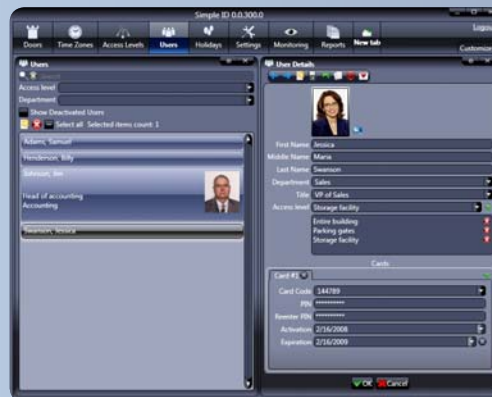 Simple ID 0.0.300.0
Doors Time Zones Access Levels Users Holidays Settings Monitoring Reports New tab
Logou
Customize
Users
Search
Access level
Department
Show Deactivated Users
Select all Selected items count: 1
Adams, Samuel
Henderson, Billy
Johnson, Jim
Head of accounting
Accounting
Swanson, Jessica
User Details
First Name Jessica
Middle Name Maria
Last Name Swanson
Department Sales
Title VP of Sales
Access level Storage facility
Entire building
Parking gates
Storage facility
Cards
Card #1
Card Code 144789
PIN **********
Reenter PIN **********
Activation 2/16/2008
Expiration 2/16/2009
OK Cancel